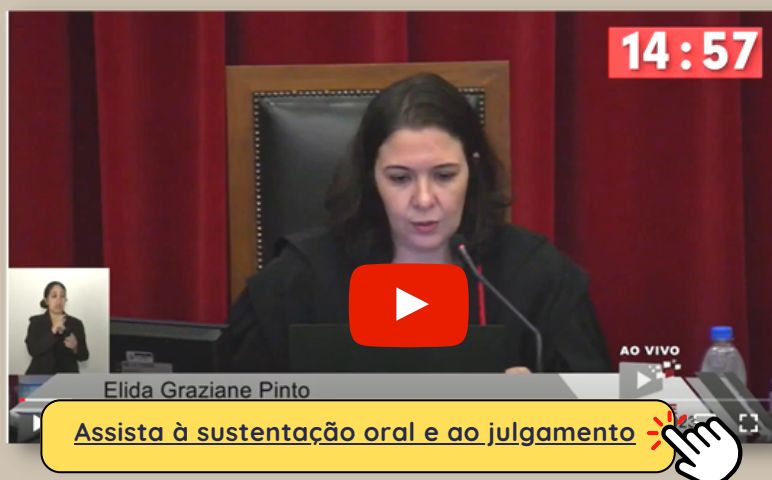 14:57
AO VIVO
Elida Graziane Pinto
Assista à sustentação oral e ao julgamento